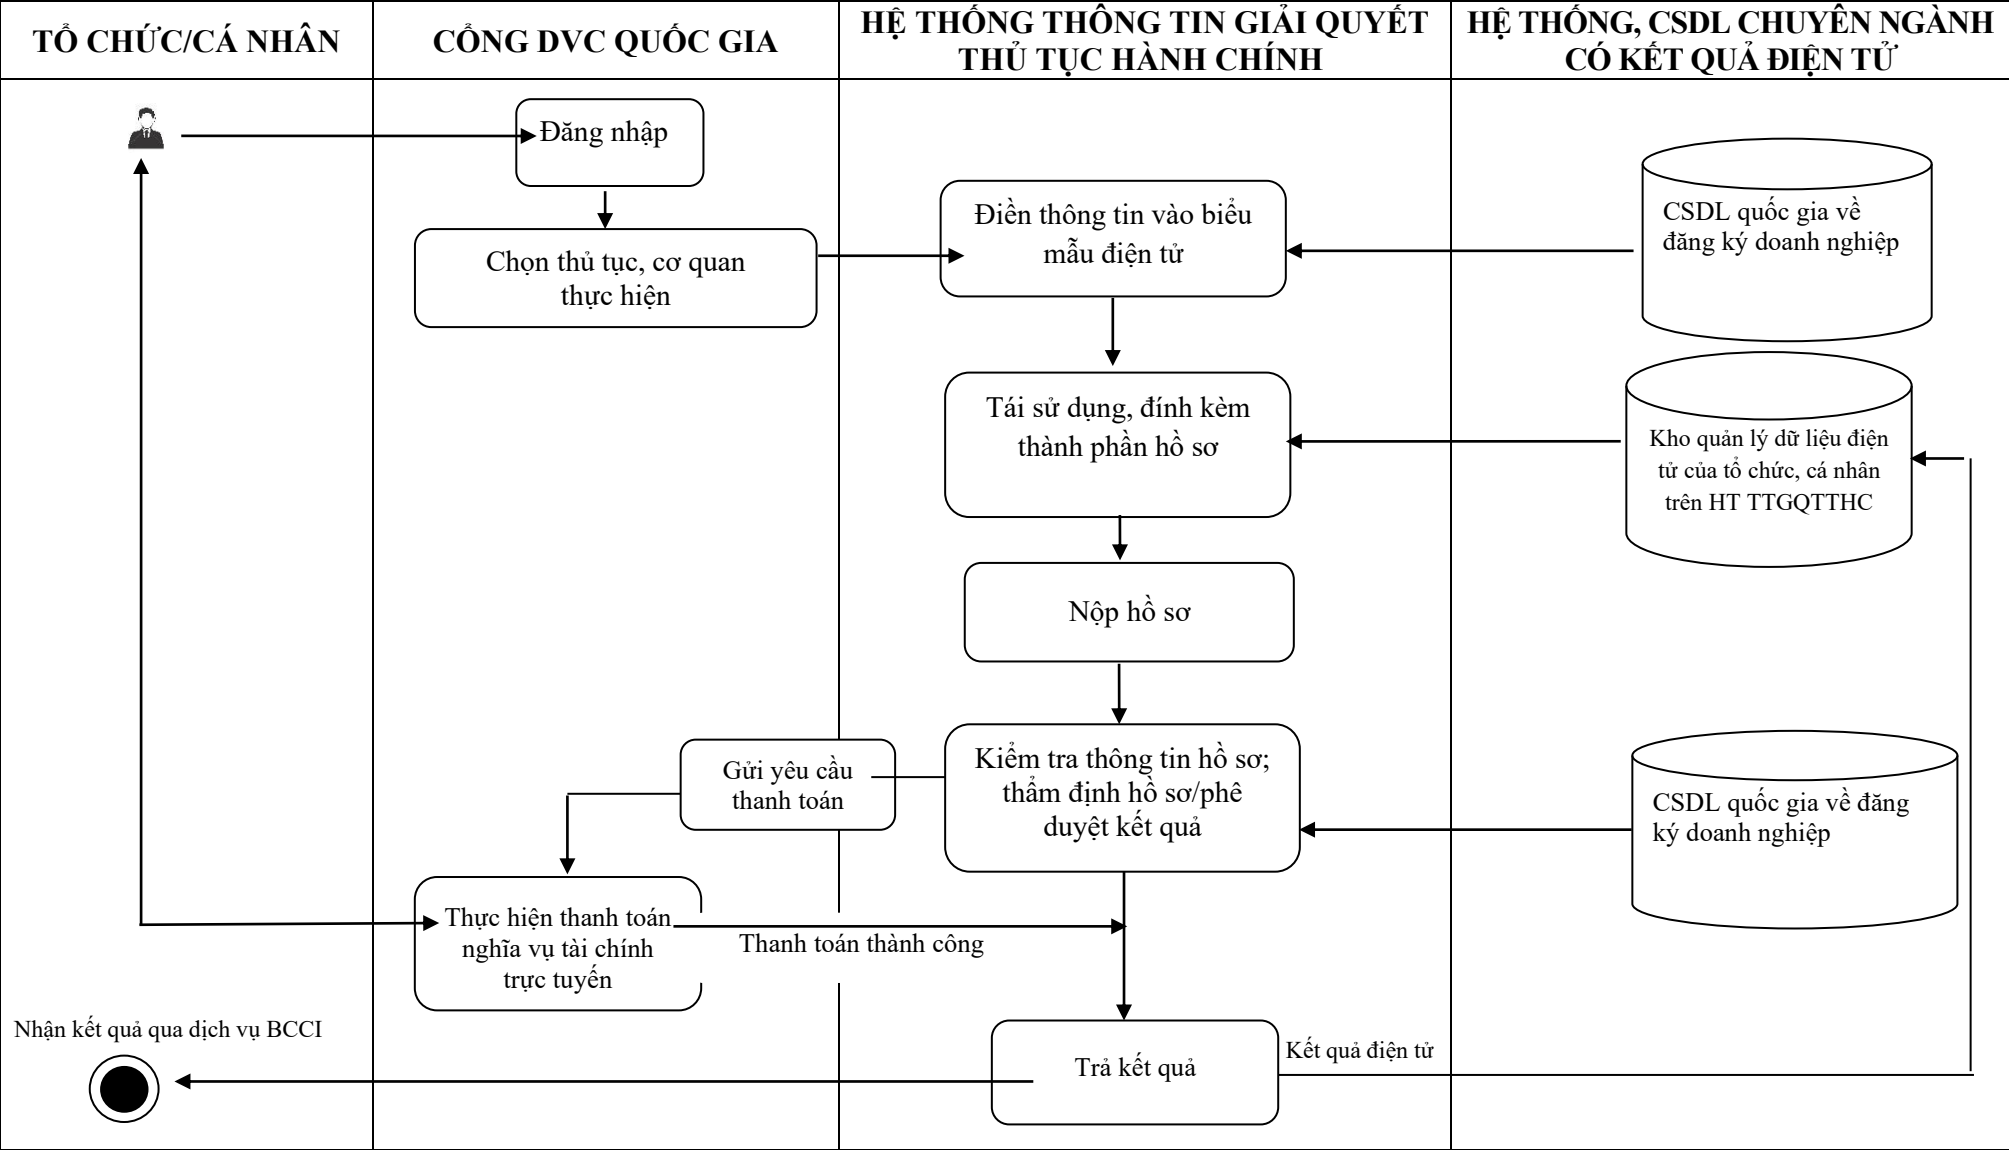 TỔ CHỨC/CÁ NHÂN
CỔNG DVC QUỐC GIA
HỆ THỐNG THÔNG TIN GIẢI QUYẾT
THỦ TỤC HÀNH CHÍNH
HỆ THỐNG, CSDL CHUYÊN NGÀNH
CÓ KẾT QUẢ ĐIỆN TỬ
Đăng nhập
Chọn thủ tục, cơ quan
thực hiện
Điền thông tin vào biểu
mẫu điện tử
CSDL quốc gia về
đăng ký doanh nghiệp
Tái sử dụng, đính kèm
thành phần hồ sơ
Kho quản lý dữ liệu điện
tử của tổ chức, cá nhân
trên HT TTGQTTHC
Nộp hồ sơ
Kiểm tra thông tin hồ sơ;
thẩm định hồ sơ/phê
duyệt kết quả
Gửi yêu cầu
thanh toán
CSDL quốc gia về đăng
ký doanh nghiệp
Thực hiện thanh toán
nghĩa vụ tài chính
trực tuyến
Thanh toán thành công
Nhận kết quả qua dịch vụ BCCI
Trả kết quả
Kết quả điện tử